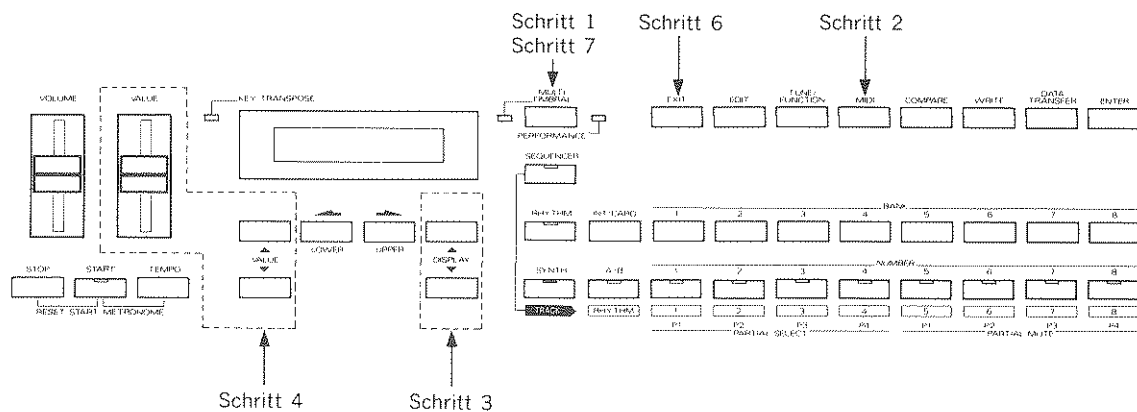 Schritt 1
Schritt 7
Schritt 6
Schritt 2
VOLUME
VALUE
KEY TRANSPOSE
MULTI
TIMBRAL
PERFORMANCE
EXIT
EDIT
TUNE/
FUNCTION
MIDI
COMPARE
WRITE
DATA
TRANSFER
ENTER
SEQUENCER
RHYTHM
INT/CARD
BANK
1 2 3 4 5 6 7 8
LOWER
UPPER
VALUE
DISPLAY
STOP
START
TEMPO
RESET START METRONOME
SYNTH
A/B
NUMBER
1 2 3 4 5 6 7 8
TRACK
RHYTHM
1 2 3 4 5 6 7 8
P1 P2 P3 P4 P1 P2 P3 P4
PARTIAL SELECT
PARTIAL MUTE
Schritt 4
Schritt 3